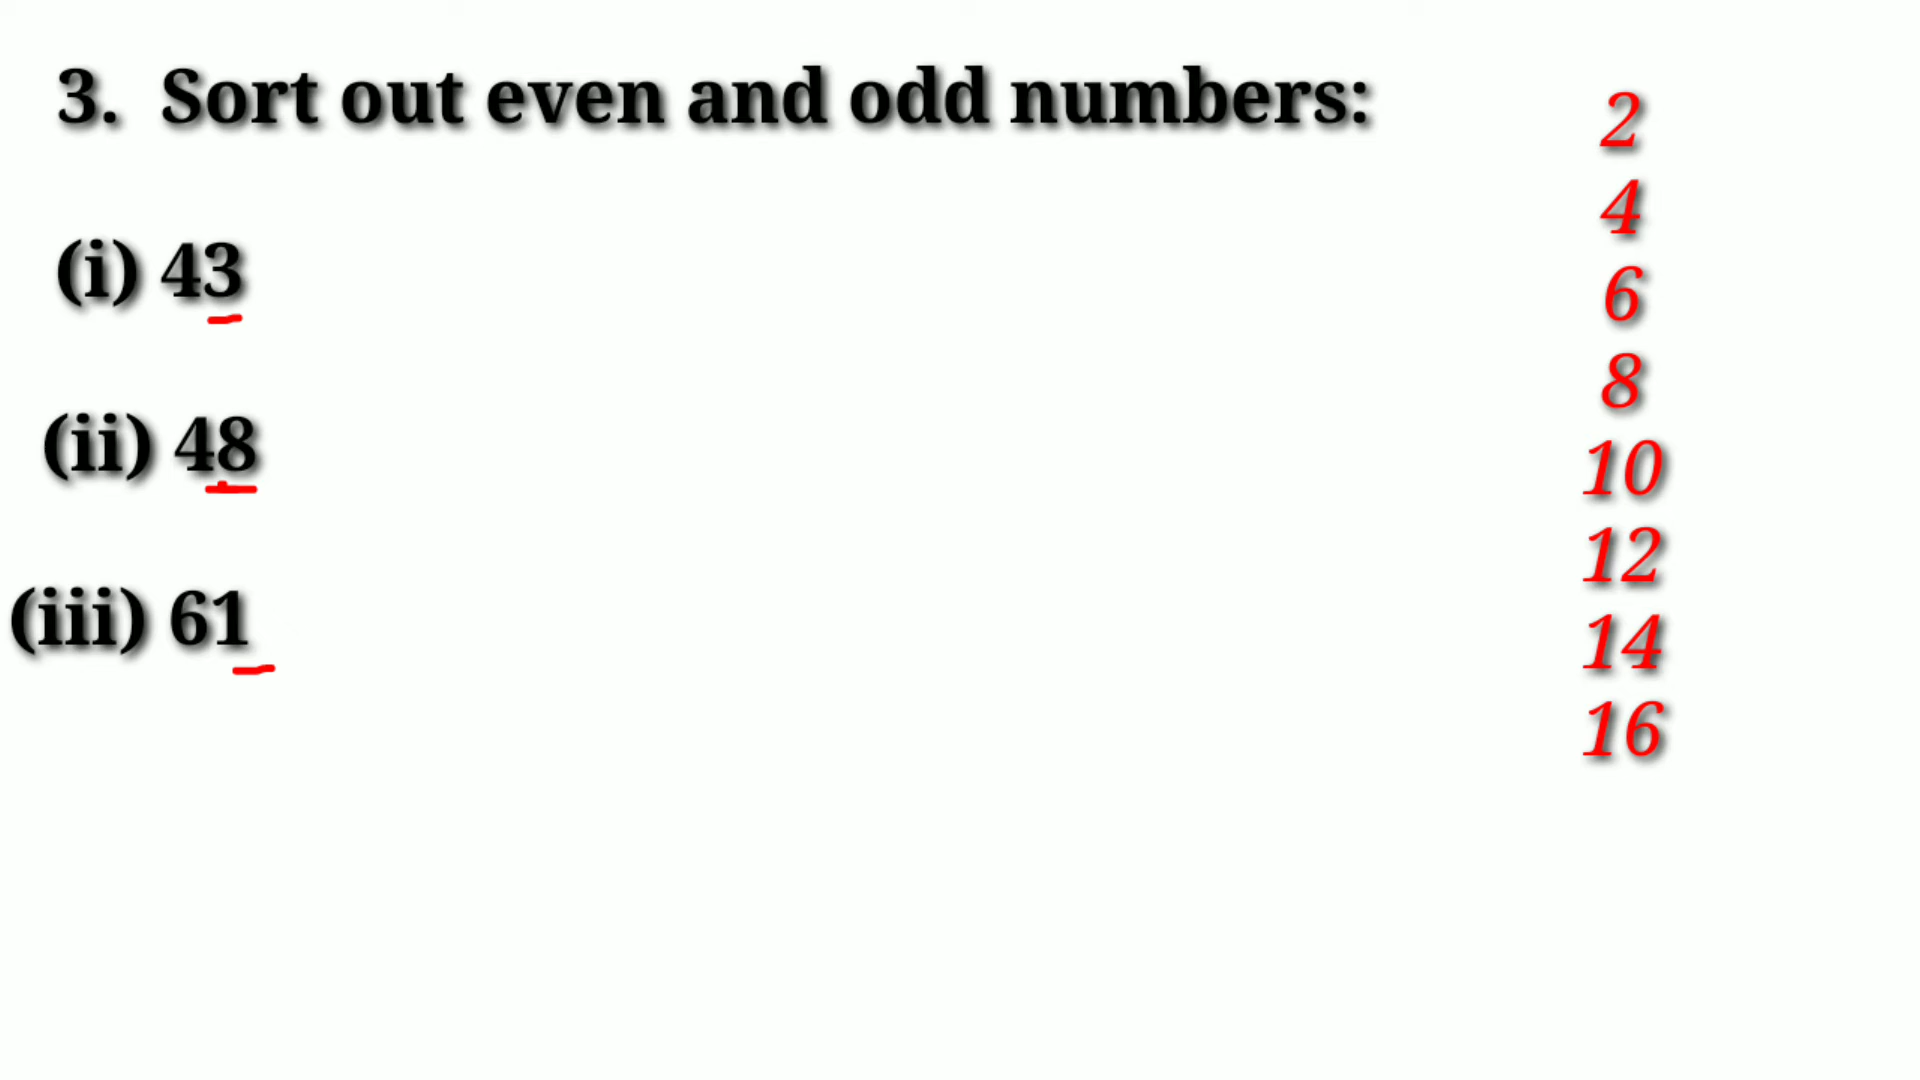 3. Sort out even and odd numbers:
(i) 43
(ii) 48
(iii) 61
2
4
6
8
10
12
14
16